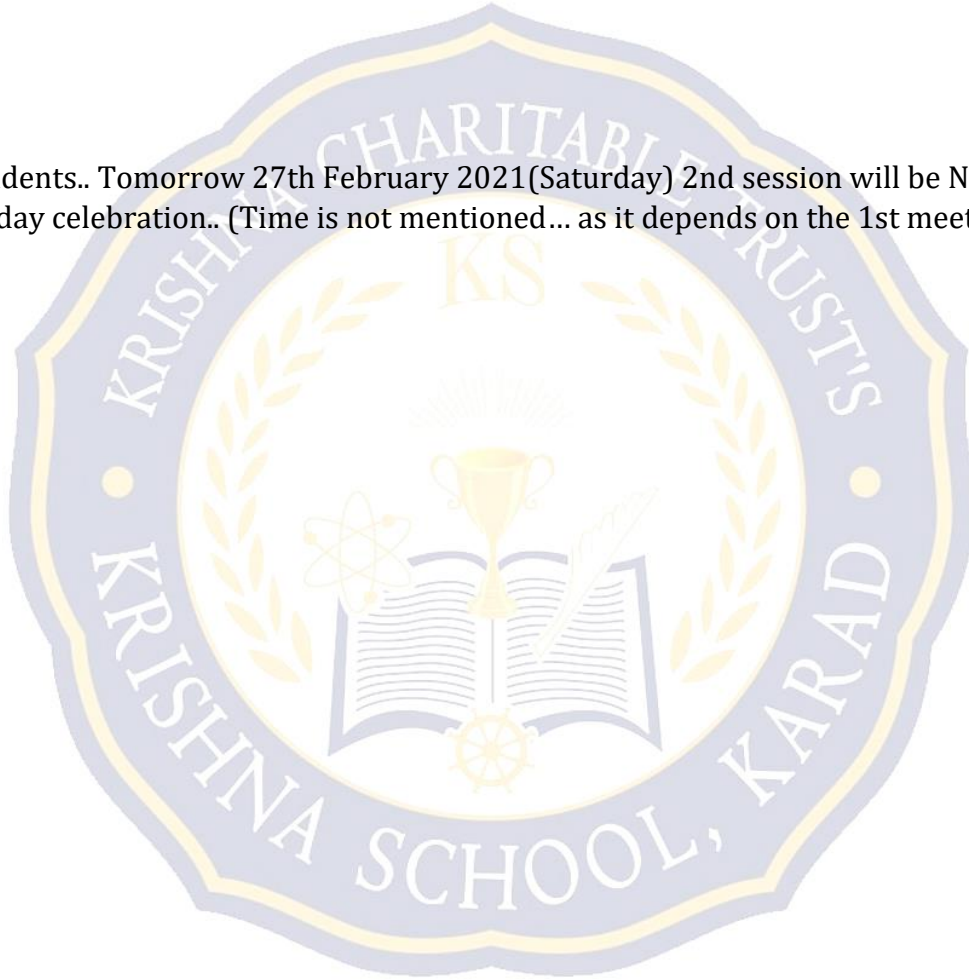 dents.. Tomorrow 27th February 2021(Saturday) 2nd session will be N
day celebration.. (Time is not mentioned… as it depends on the 1st meet
KRISHNA CHARITABLE TRUST'S
KS
KRISHNA SCHOOL, KARAD